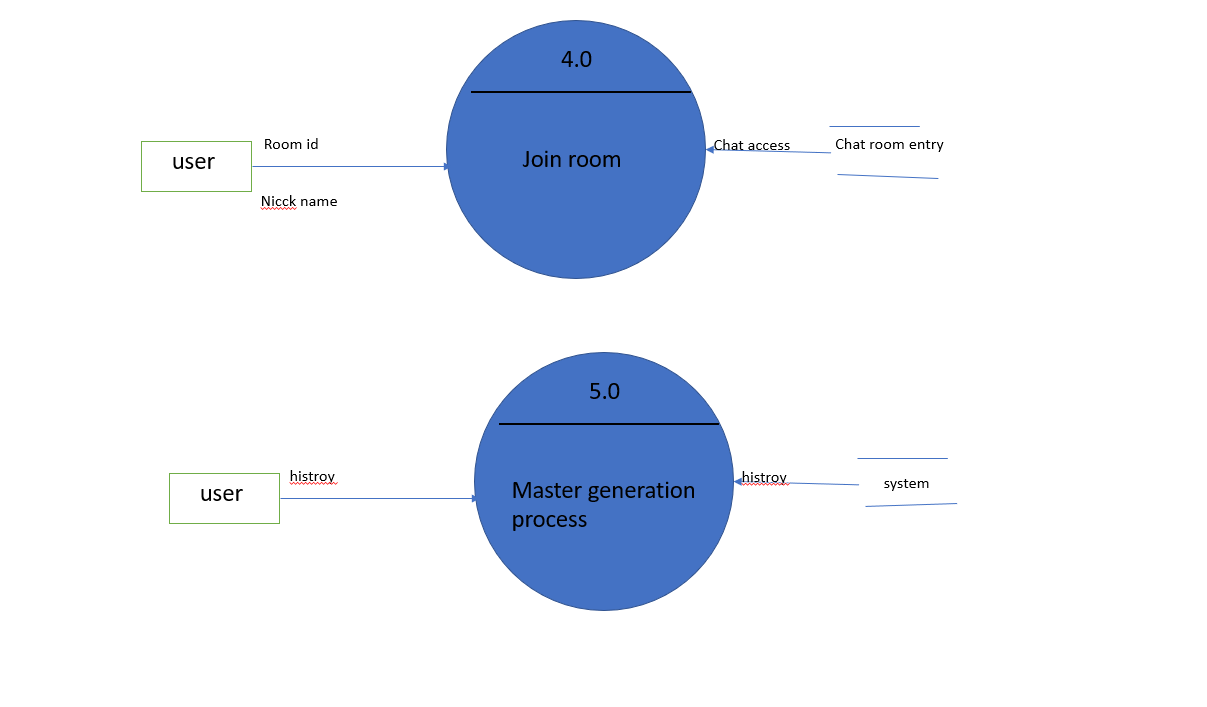 4.0
Room id
Chat access
Chat room entry
user
Join room
Nicck name
5.0
histroy
histroy
system
user
Master generation
process